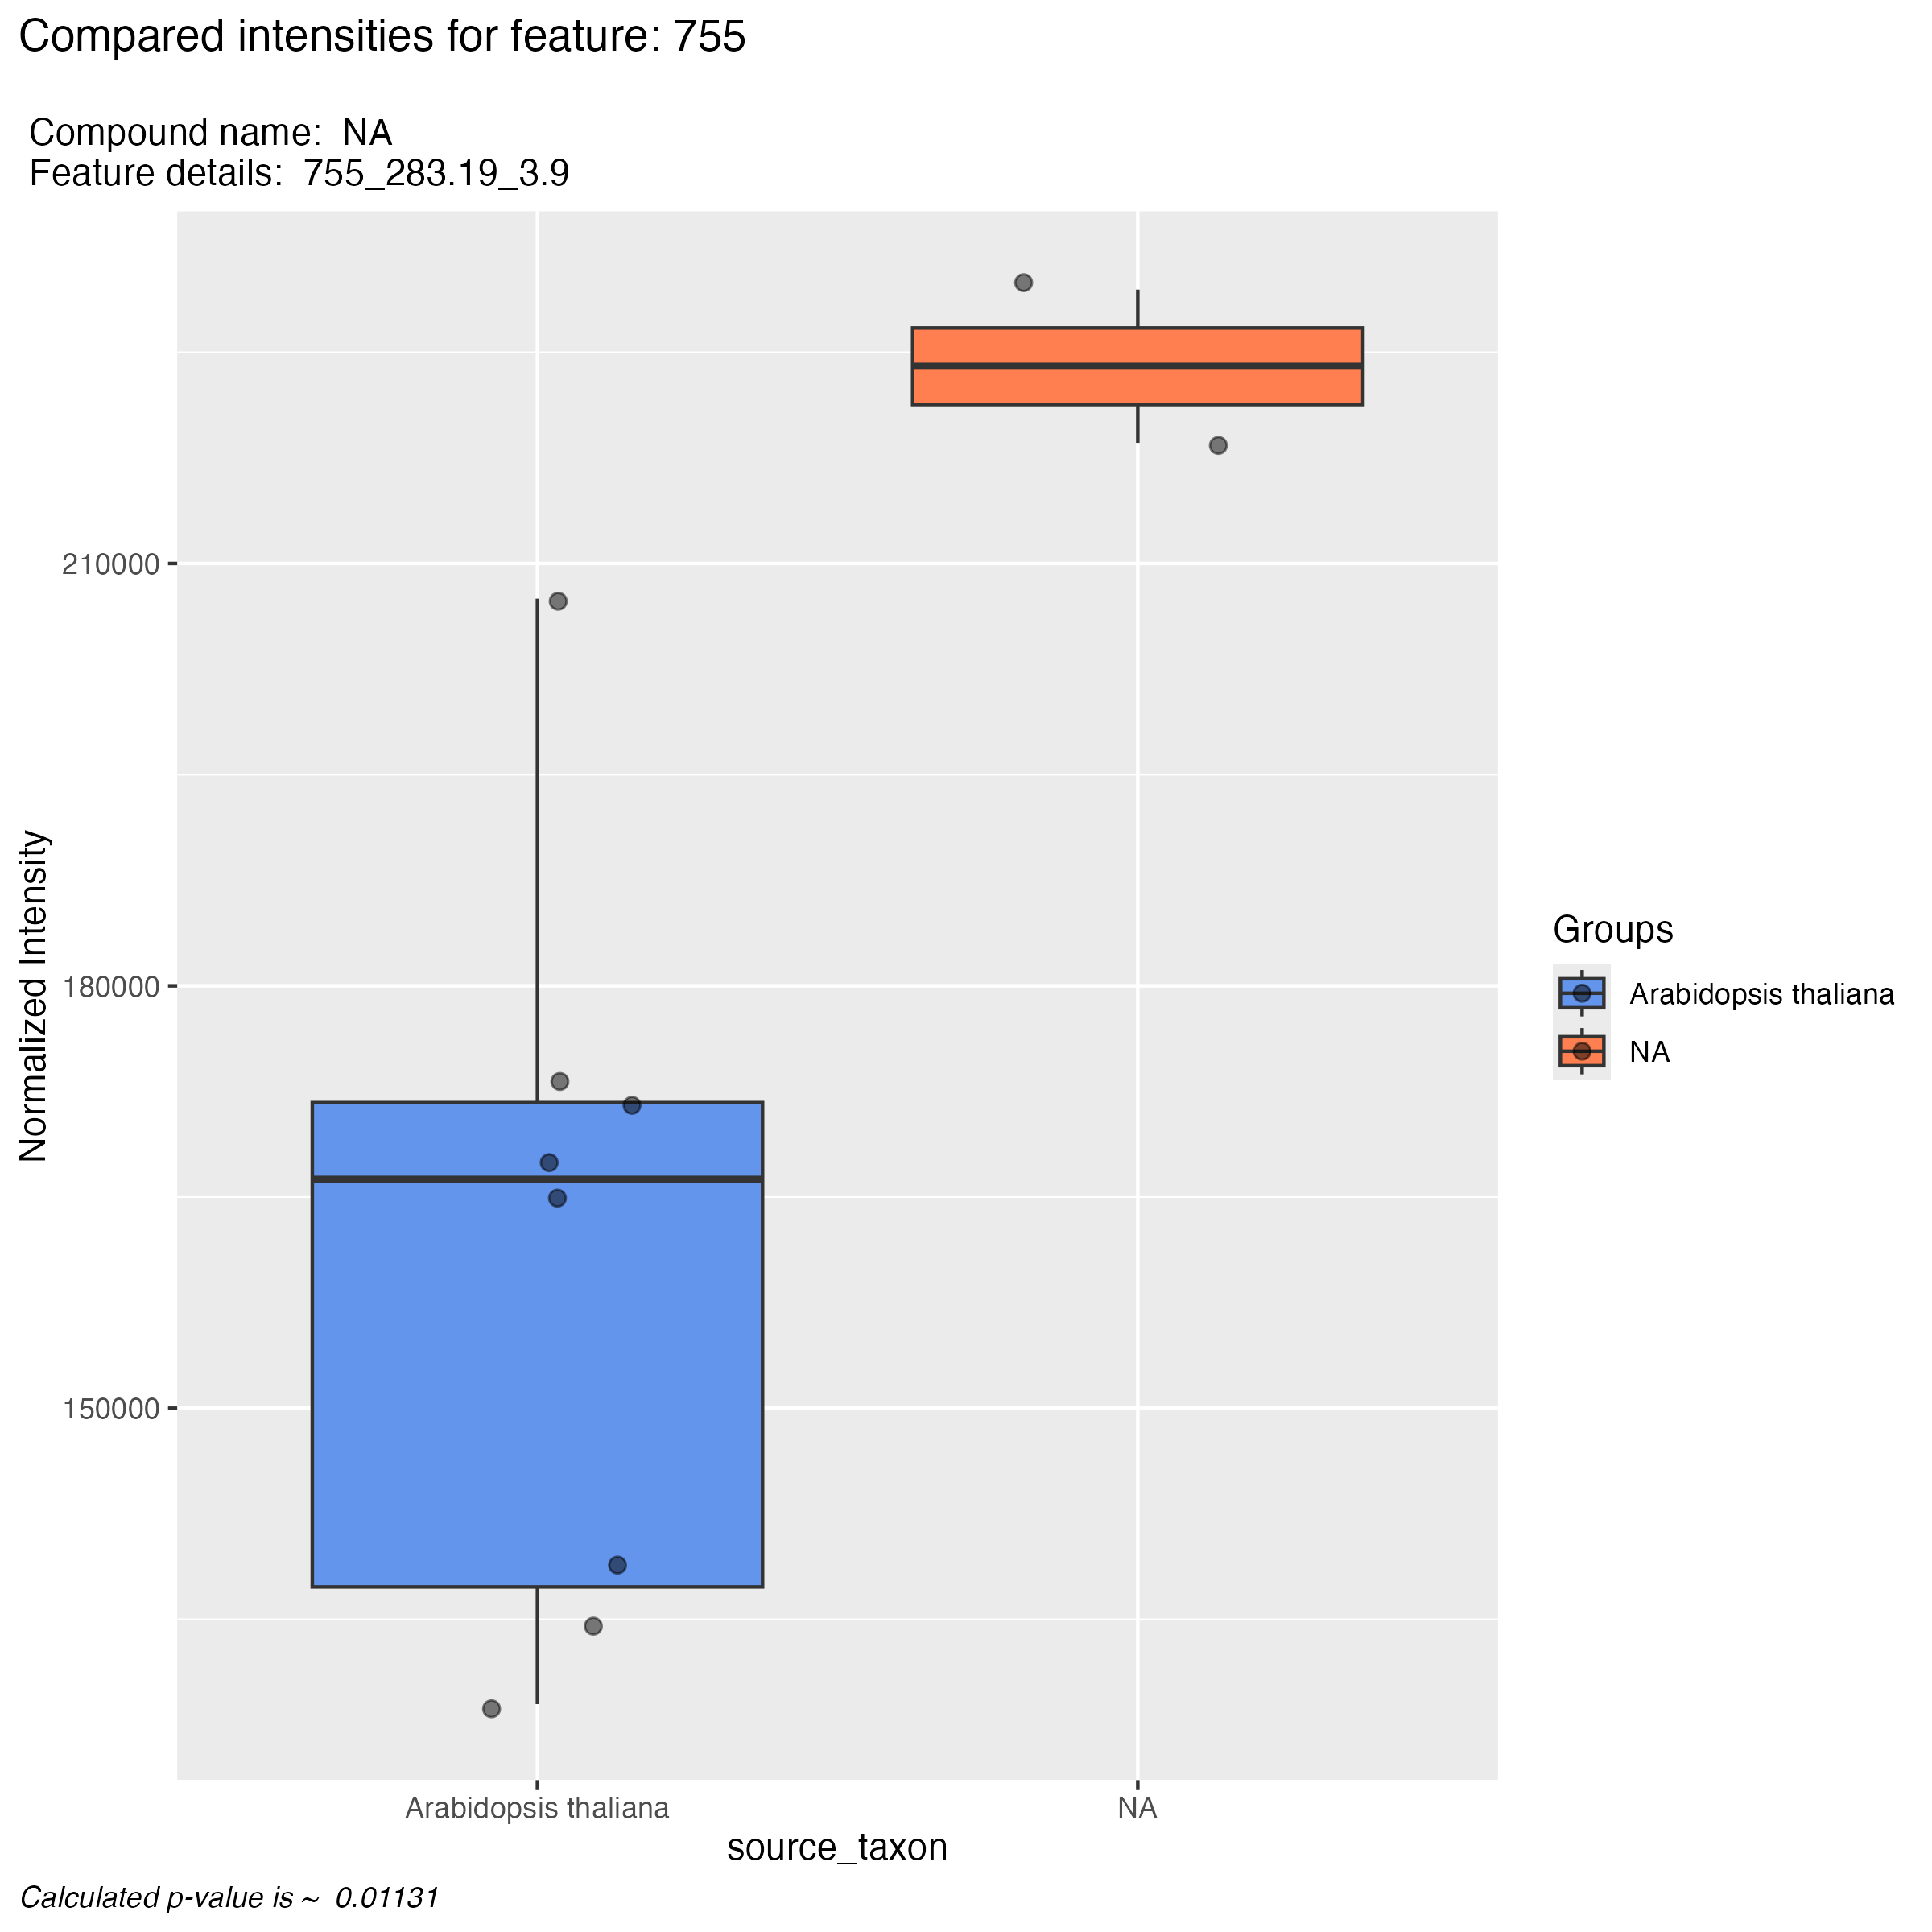 Compared intensities for feature: 755
Compound name:  NA
Feature details:  755_283.19_3.9
Normalized Intensity
210000
180000
150000
Arabidopsis thaliana
NA
source_taxon
Groups
Arabidopsis thaliana
NA
Calculated p-value is ~  0.01131